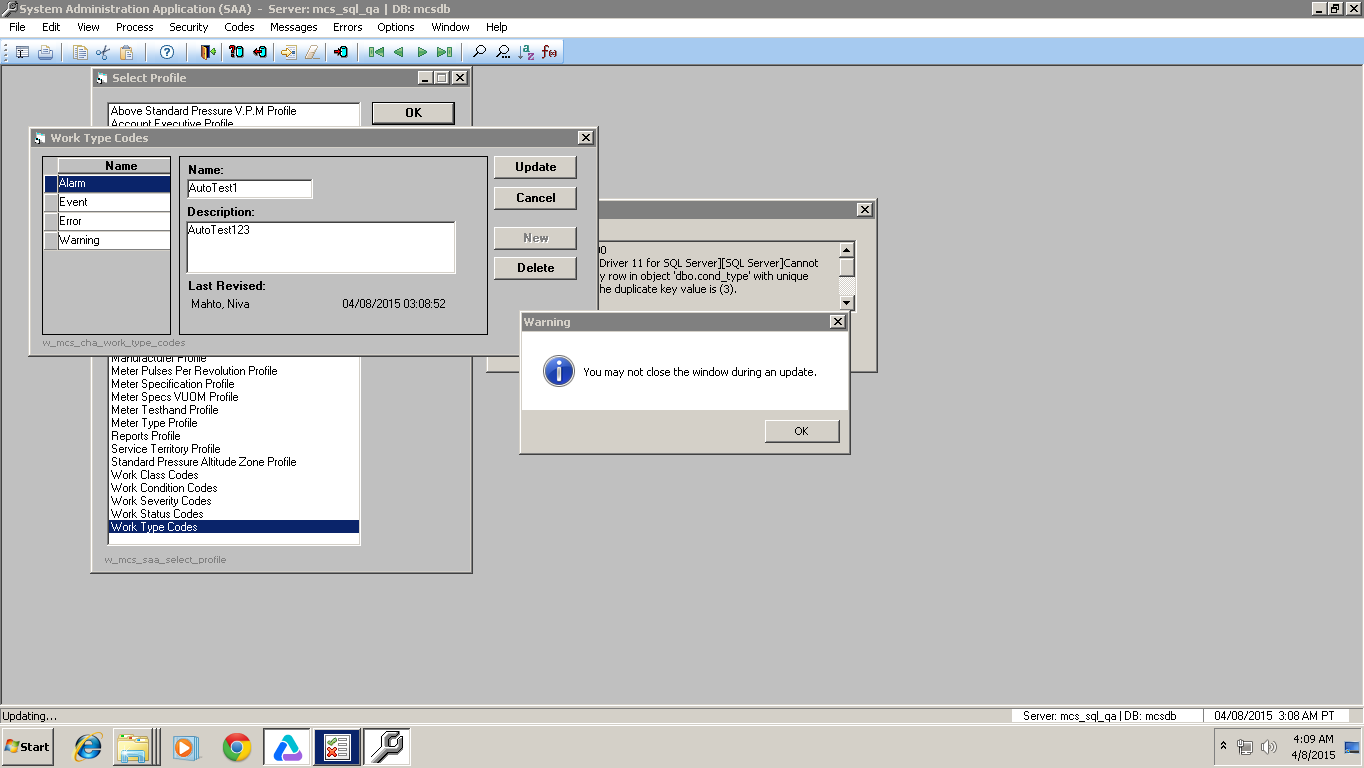 System Administration Application (SAA)  -  Server: mcs_sql_qa | DB: mcsdb
File Edit View Process Security Codes Messages Errors Options Window Help
Select Profile
Above Standard Pressure V.P.M Profile
Account Executive Profile
OK
Work Type Codes
Name
Alarm
Event
Error
Warning
Name:
AutoTest1
Description:
AutoTest123
Last Revised:
Mahto, Niva 04/08/2015 03:08:52
Update
Cancel
New
Delete
w_mcs_cha_work_type_codes
Driver 11 for SQL Server][SQL Server]Cannot
y row in object 'dbo.cond_type' with unique
he duplicate key value is (3).
Warning
You may not close the window during an update.
OK
Manufacturer Profile
Meter Pulses Per Revolution Profile
Meter Specification Profile
Meter Specs VUOM Profile
Meter Testhand Profile
Meter Type Profile
Reports Profile
Service Territory Profile
Standard Pressure Altitude Zone Profile
Work Class Codes
Work Condition Codes
Work Severity Codes
Work Status Codes
Work Type Codes
w_mcs_saa_select_profile
Updating...
Server: mcs_sql_qa | DB: mcsdb
04/08/2015  3:08 AM PT
Start
4:09 AM
4/8/2015